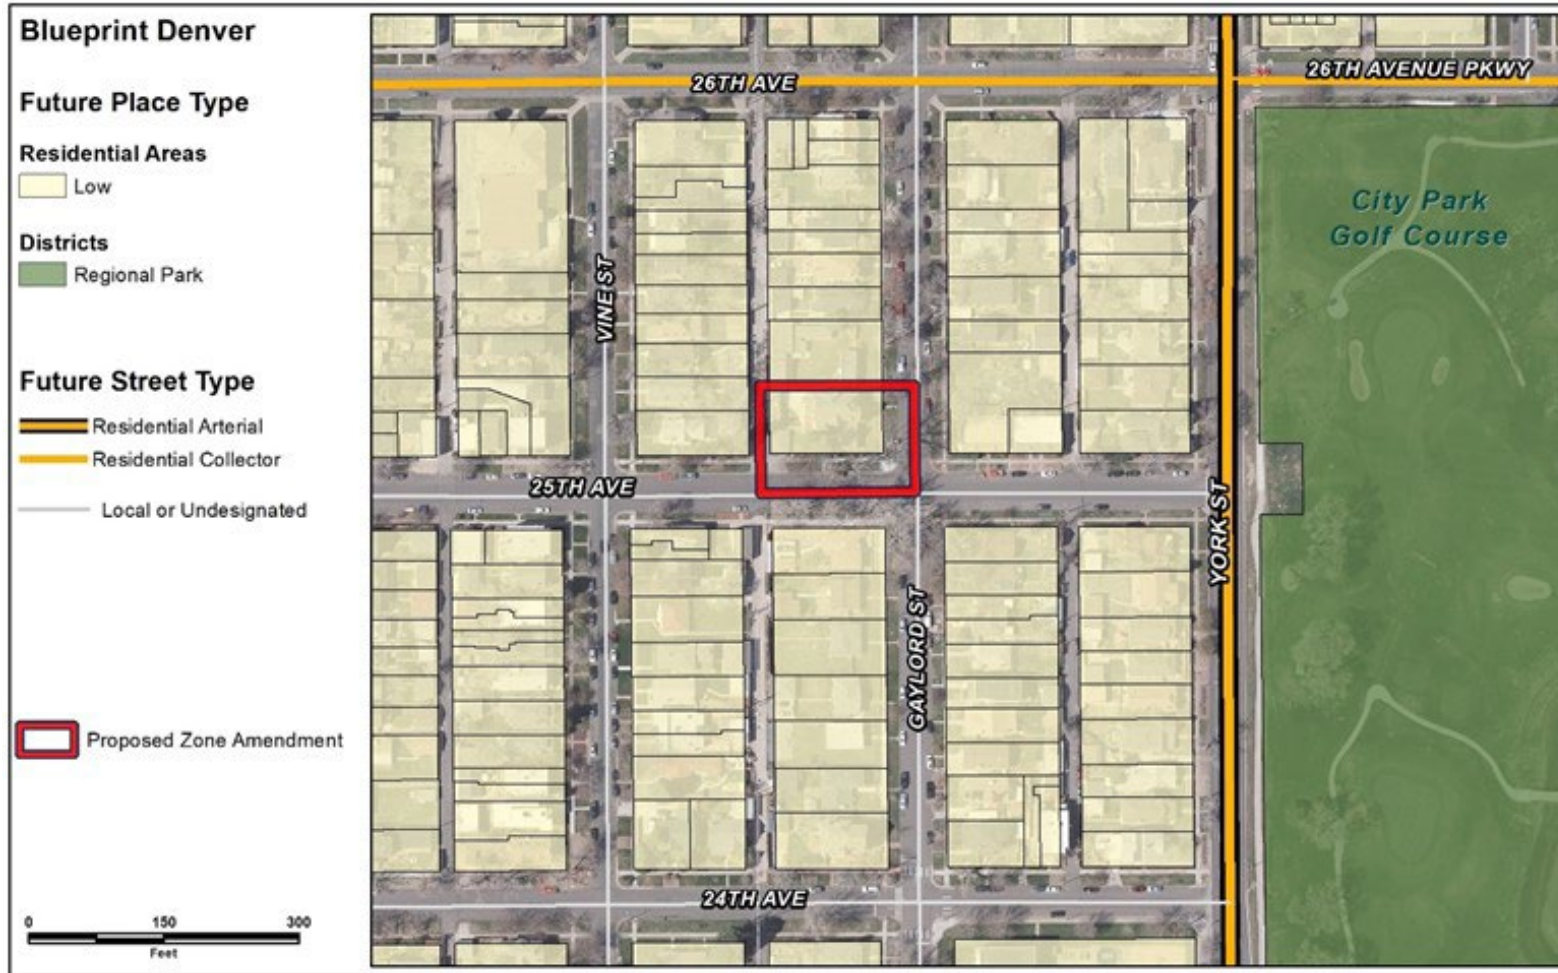 Blueprint Denver
Future Place Type
Residential Areas
Low
Districts
Regional Park
Future Street Type
Residential Arterial
Residential Collector
Local or Undesignated
Proposed Zone Amendment
0 150 300
Feet
26TH AVE
26TH AVENUE PKWY
City Park
Golf Course
VINE ST
25TH AVE
YORK ST
GAYLORD ST
24TH AVE